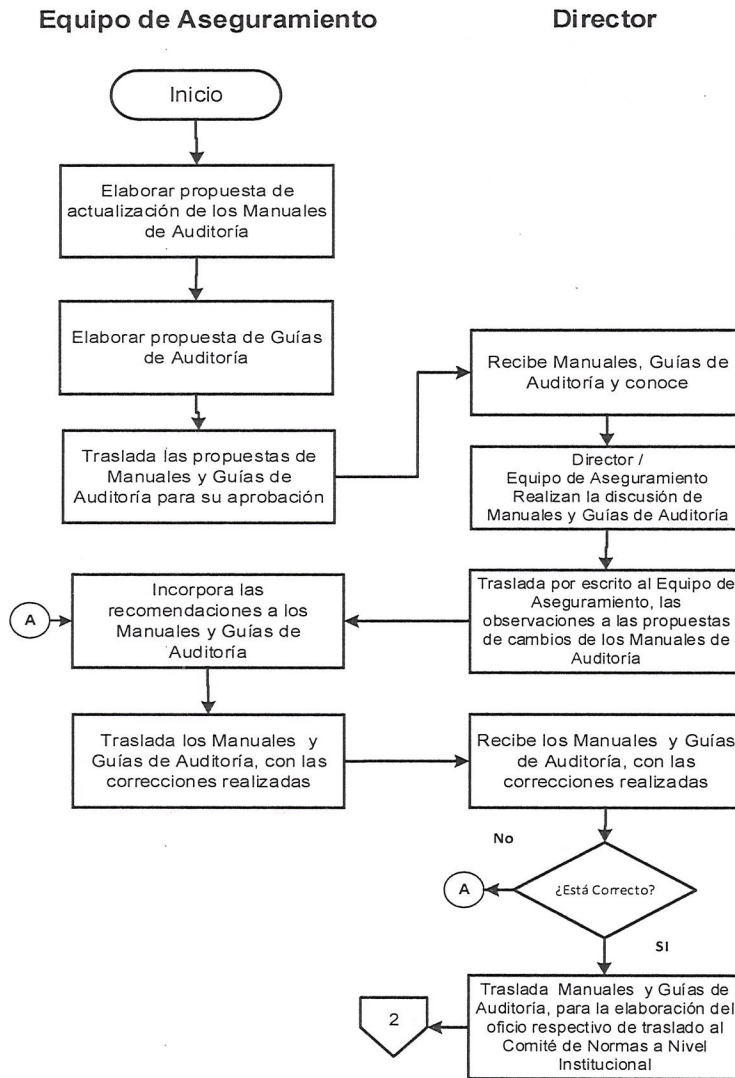 Equipo de Aseguramiento
Director
Inicio
Elaborar propuesta de
actualización de los Manuales
de Auditoría
Elaborar propuesta de Guías
de Auditoría
Traslada las propuestas de
Manuales y Guías de
Auditoría para su aprobación
Recibe Manuales, Guías de
Auditoría y conoce
Director /
Equipo de Aseguramiento
Realizan la discusión de
Manuales y Guías de Auditoría
Traslada por escrito al Equipo de
Aseguramiento, las
observaciones a las propuestas
de cambios de los Manuales de
Auditoría
A
Incorpora las
recomendaciones a los
Manuales y Guías de
Auditoría
Traslada los Manuales y
Guías de Auditoría, con las
correcciones realizadas
Recibe los Manuales y Guías
de Auditoría, con las
correcciones realizadas
No
A
¿Está Correcto?
SI
Traslada Manuales y Guías de
Auditoría, para la elaboración del
oficio respectivo de traslado al
Comité de Normas a Nivel
Institucional
2